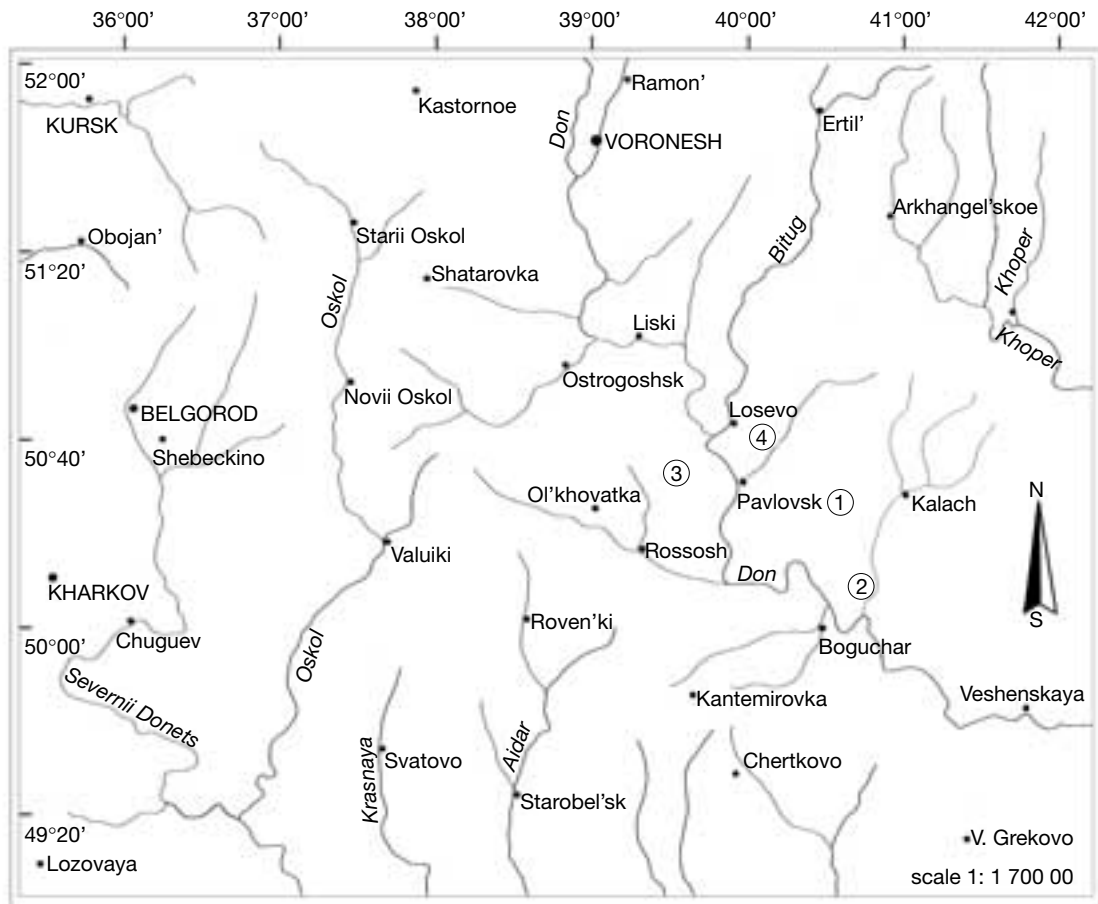 36°00' 37°00' 38°00' 39°00' 40°00' 41°00' 42°00'
52°00'
Ramon'
Kastornoe
KURSK
Don
VORONESH
Ertil'
Arkhangel'skoe
Starii Oskol
Obojan'
Bitug
Khoper
51°20'
Shatarovka
Oskol
Liski
Khoper
Ostrogoshsk
Novii Oskol
BELGOROD
Losevo
4
50°40'
Shebeckino
3
Ol'khovatka
Pavlovsk 1
Kalach
N
Rossosh
Valuiki
Don
KHARKOV
2
S
Roven'ki
50°00'
Chuguev
Boguchar
Oskol
Severnii Donets
Kantemirovka
Veshenskaya
Aidar
Krasnaya
Svatovo
Chertkovo
Starobel'sk
49°20'
V. Grekovo
Lozovaya
scale 1: 1 700 00